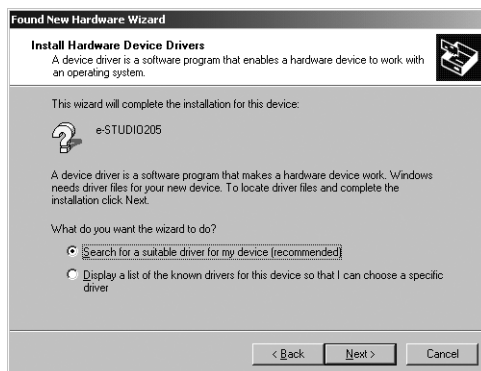 Found New Hardware Wizard
Install Hardware Device Drivers
A device driver is a software program that enables a hardware device to work with
an operating system.
This wizard will complete the installation for this device:
e-STUDIO205
A device driver is a software program that makes a hardware device work. Windows
needs driver files for your new device. To locate driver files and complete the
installation click Next.
What do you want the wizard to do?
Search for a suitable driver for my device (recommended)
Display a list of the known drivers for this device so that I can choose a specific
driver
< Back
Next >
Cancel